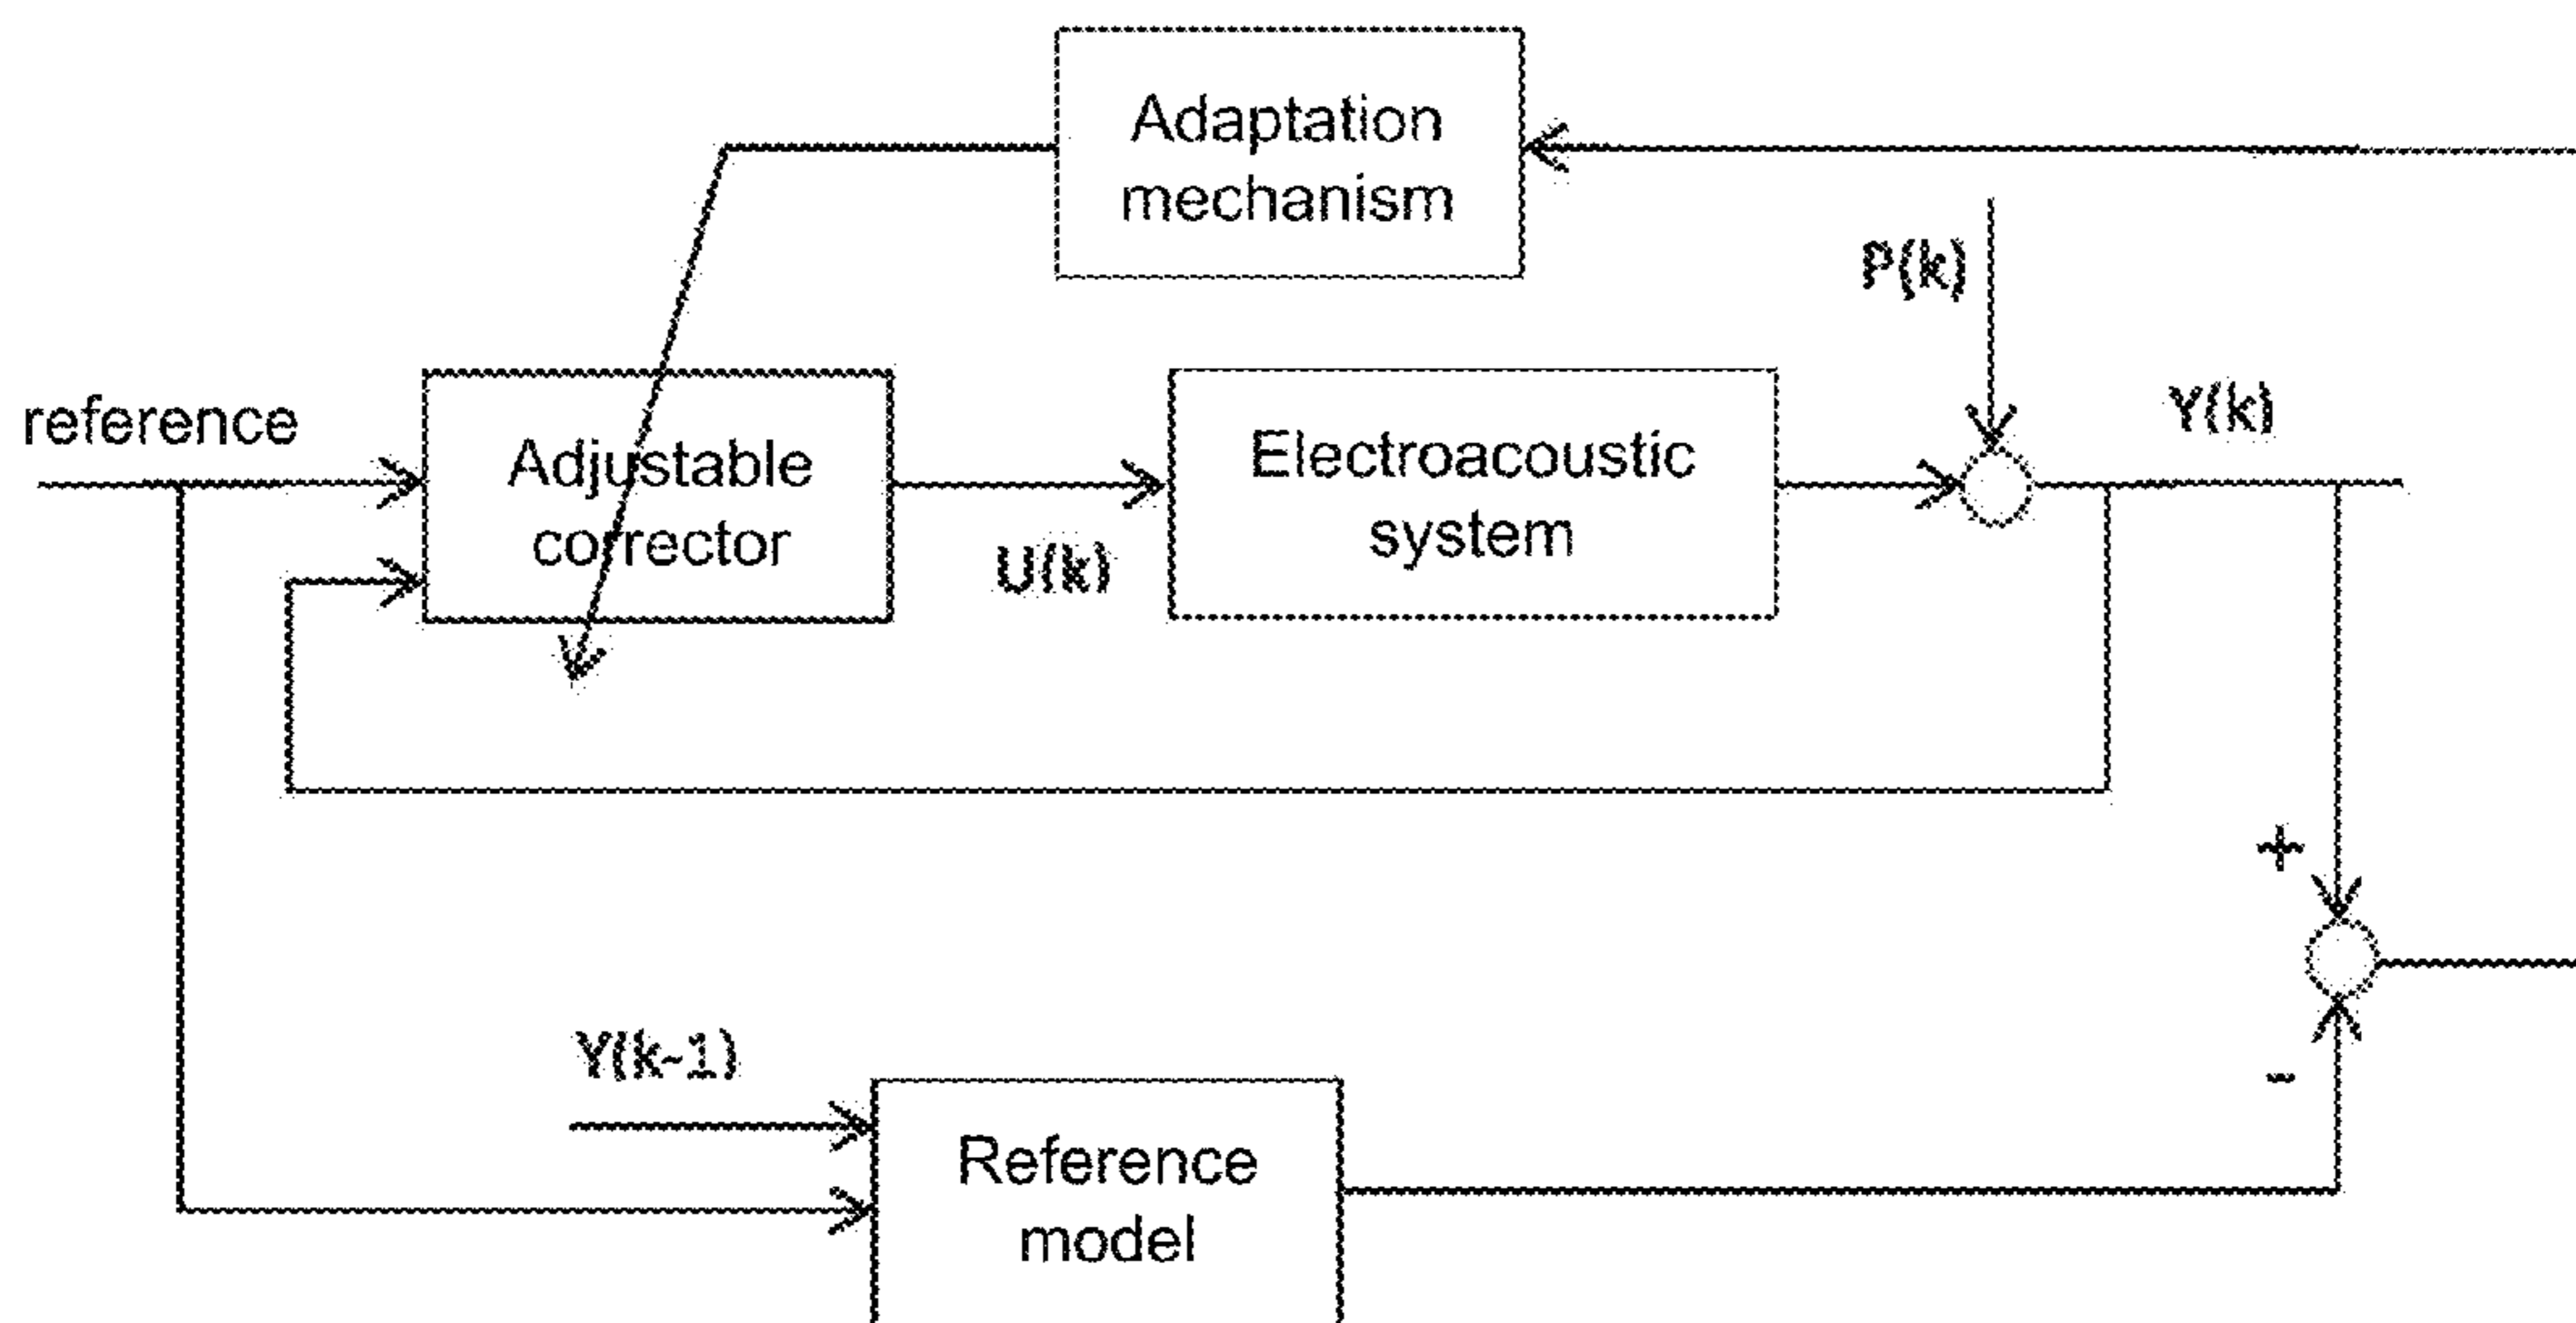 Adaptation
mechanism
P(k)
reference
Y(k)
Adjustable
corrector
Electroacoustic
system
U(k)
+
Y(k-1)
-
Reference
model